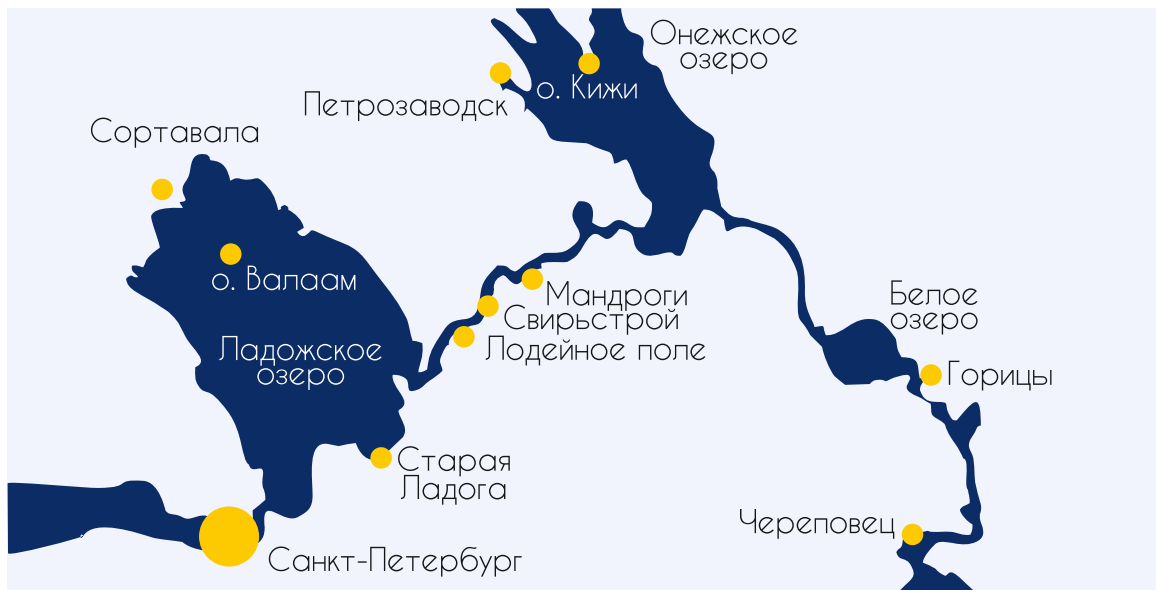 Онежское
озеро
о. Кижи
Петрозаводск
Сортавала
о. Валаам
Мандроги
Свирьстрой
Лодейное поле
Белое
озеро
Ладожское
озеро
Горицы
Старая
Ладога
Череповец
Санкт-Петербург